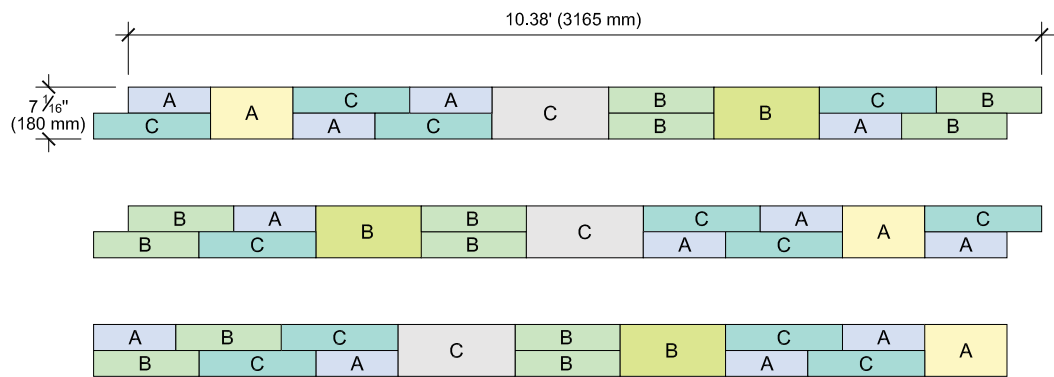 10.38' (3165 mm)
7 1⁄16"
(180 mm)
A C A C B B C B
C A A C B A B
B A B B C C A A C
B C B A C A
A B C C B B C A A
B C A B A C